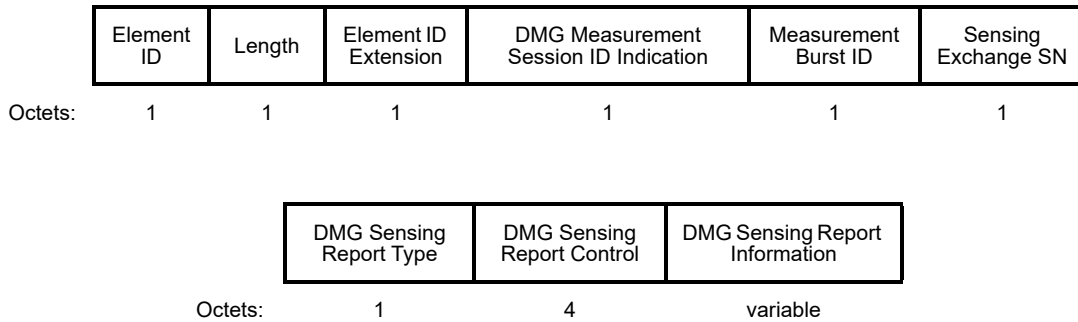 Element ID Length Element ID Extension DMG Measurement Session ID Indication Measurement Burst ID Sensing Exchange SN
Octets: 1 1 1 1 1 1
DMG Sensing Report Type DMG Sensing Report Control DMG Sensing Report Information
Octets: 1 4 variable